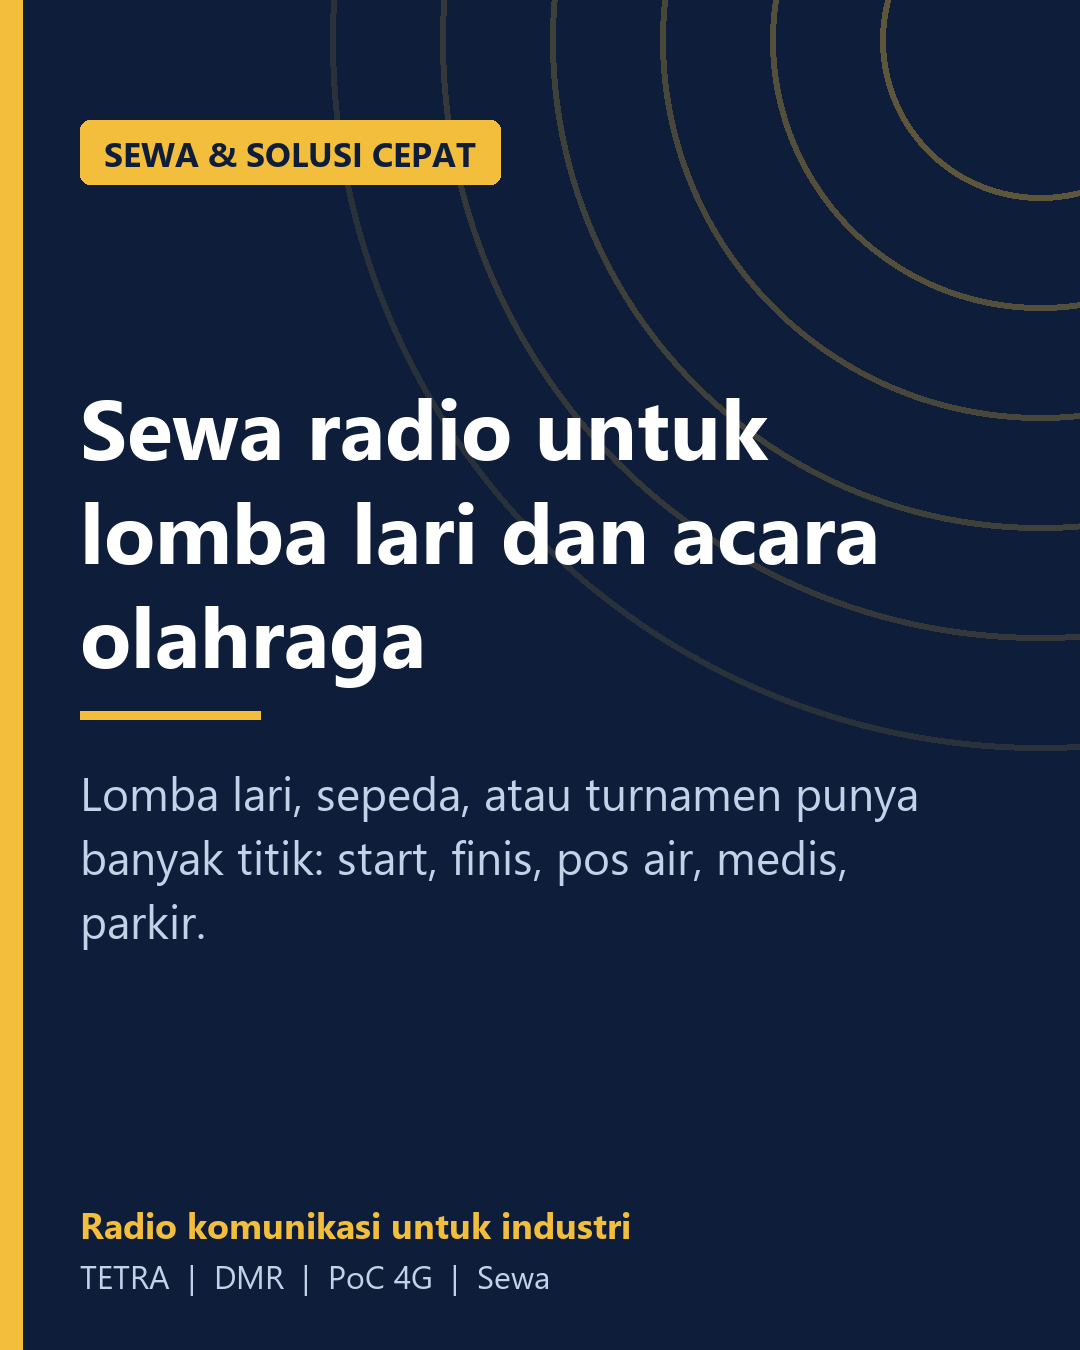 SEWA & SOLUSI CEPAT
Sewa radio untuk
lomba lari dan acara
olahraga
Lomba lari, sepeda, atau turnamen punya
banyak titik: start, finis, pos air, medis,
parkir.
Radio komunikasi untuk industri
TETRA | DMR | PoC 4G | Sewa